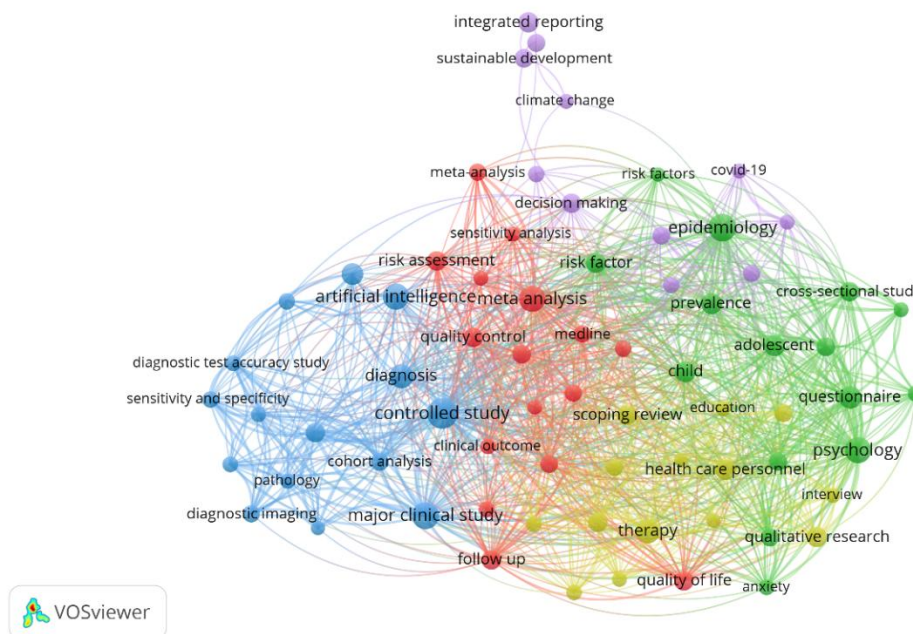 integrated reporting
sustainable development
climate change
meta-analysis
risk factors
covid-19
decision making
epidemiology
sensitivity analysis
risk assessment
risk factor
artificial intelligence
meta analysis
prevalence
cross-sectional stud
quality control
medline
adolescent
diagnostic test accuracy study
diagnosis
child
sensitivity and specificity
controlled study
scoping review
education
questionnaire
clinical outcome
psychology
cohort analysis
health care personnel
pathology
interview
diagnostic imaging
major clinical study
therapy
qualitative research
follow up
quality of life
anxiety
VOSviewer